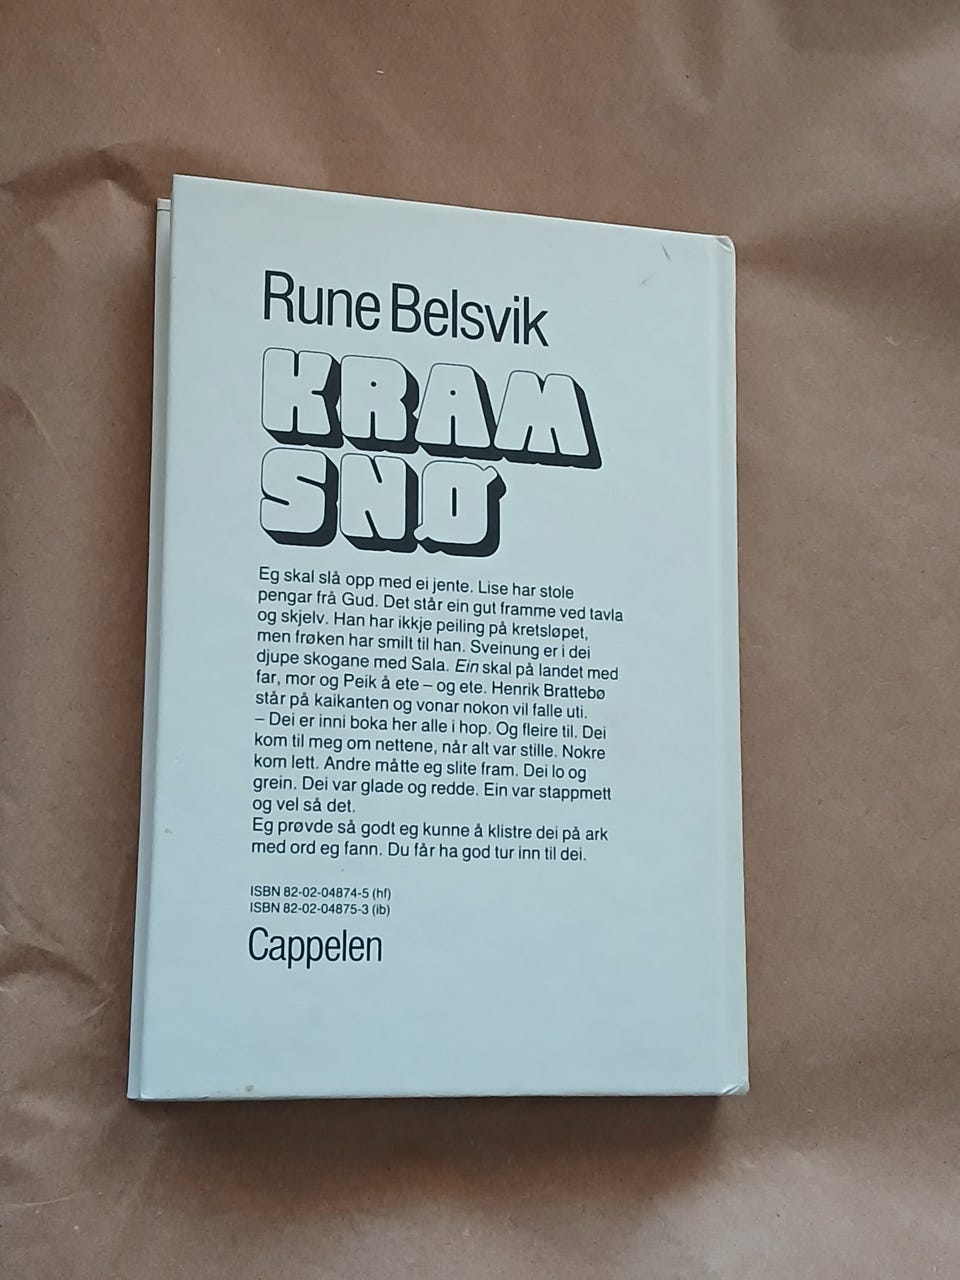 Rune Belsvik
KRAM
SNØ
Eg skal slå opp med ei jente. Lise har stole
pengar frå Gud. Det står ein gut framme ved tavla
og skjelv. Han har ikkje peiling på kretsløpet,
men frøken har smilt til han. Sveinung er i dei
djupe skogane med Sala. Ein skal på landet med
far, mor og Peik å ete – og ete. Henrik Brattebø
står på kaikanten og vonar nokon vil falle uti.
– Dei er inni boka her alle i hop. Og fleire til. Dei
kom til meg om nettene, når alt var stille. Nokre
kom lett. Andre måtte eg slite fram. Dei lo og
grein. Dei var glade og redde. Ein var stappmett
og vel så det.
Eg prøvde så godt eg kunne å klistre dei på ark
med ord eg fann. Du får ha god tur inn til dei.
ISBN 82-02-04874-5 (hf)
ISBN 82-02-04875-3 (ib)
Cappelen